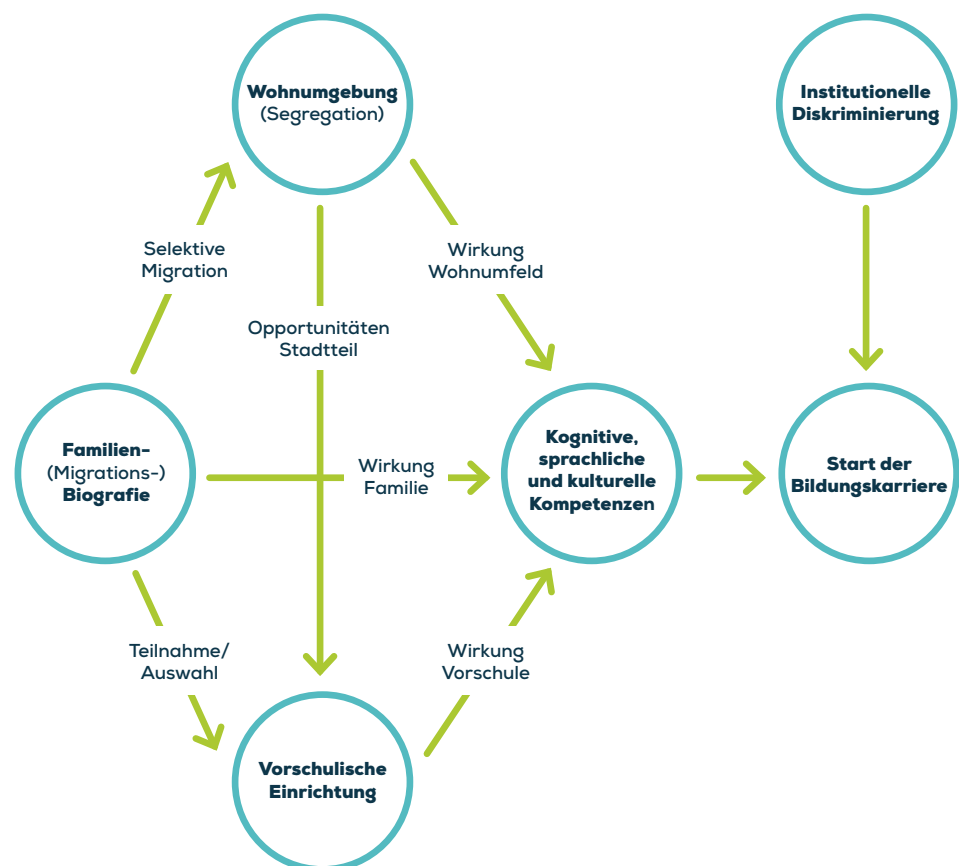 Wohnumgebung
(Segregation)
Institutionelle
Diskriminierung
Selektive
Migration
Wirkung
Wohnumfeld
Opportunitäten
Stadtteil
Familien-
(Migrations-)
Biografie
Wirkung
Familie
Kognitive,
sprachliche
und kulturelle
Kompetenzen
Start der
Bildungskarriere
Teilnahme/
Auswahl
Wirkung
Vorschule
Vorschulische
Einrichtung